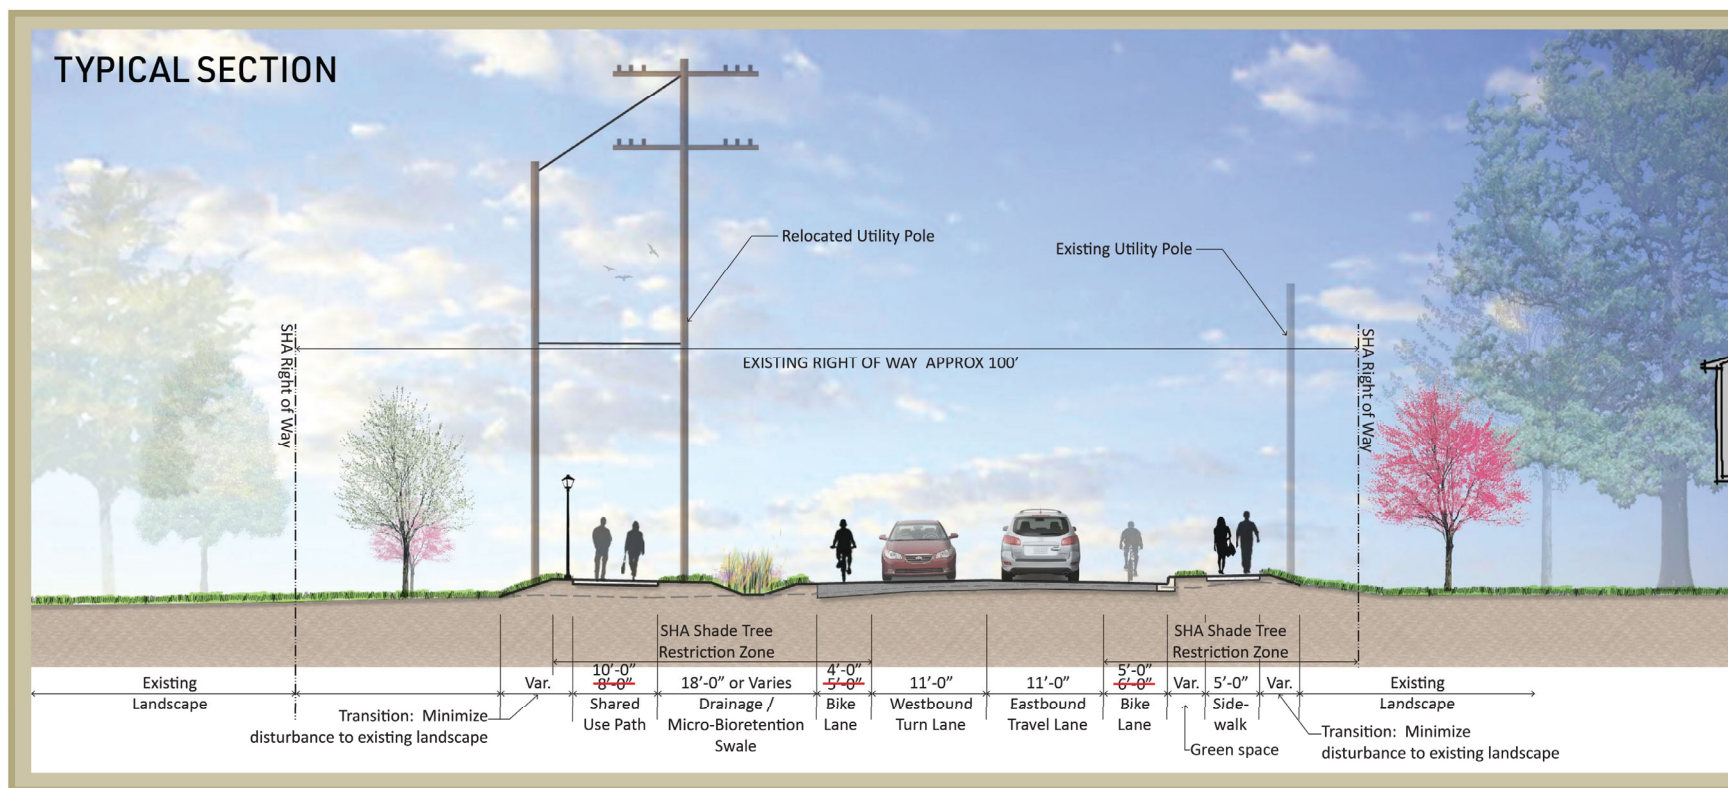 TYPICAL SECTION
Relocated Utility Pole
Existing Utility Pole
SHA Right of Way
EXISTING RIGHT OF WAY  APPROX 100'
SHA Right of Way
SHA Shade Tree
Restriction Zone
SHA Shade Tree
Restriction Zone
Existing
Landscape
Var.
10'-0"
8'-0"
Shared
Use Path
18'-0" or Varies
Drainage /
Micro-Bioretention
Swale
4'-0"
5'-0"
Bike
Lane
11'-0"
Westbound
Turn Lane
11'-0"
Eastbound
Travel Lane
5'-0"
6'-0"
Bike
Lane
Var.
5'-0"
Side-
walk
Var.
Existing
Landscape
Transition:  Minimize
disturbance to existing landscape
Green space
Transition:  Minimize
disturbance to existing landscape